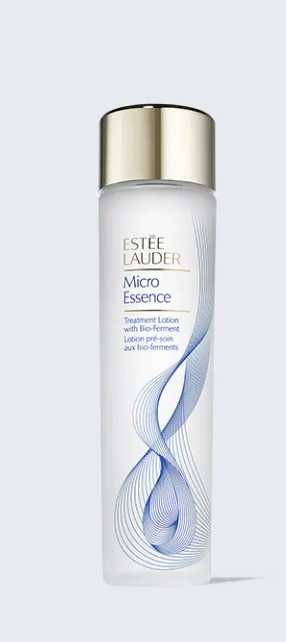 ESTĒE
LAUDER
Micro
Essence
Treatment Lotion
with Bio-Ferment
Lotion pré-soin
aux bio-ferments